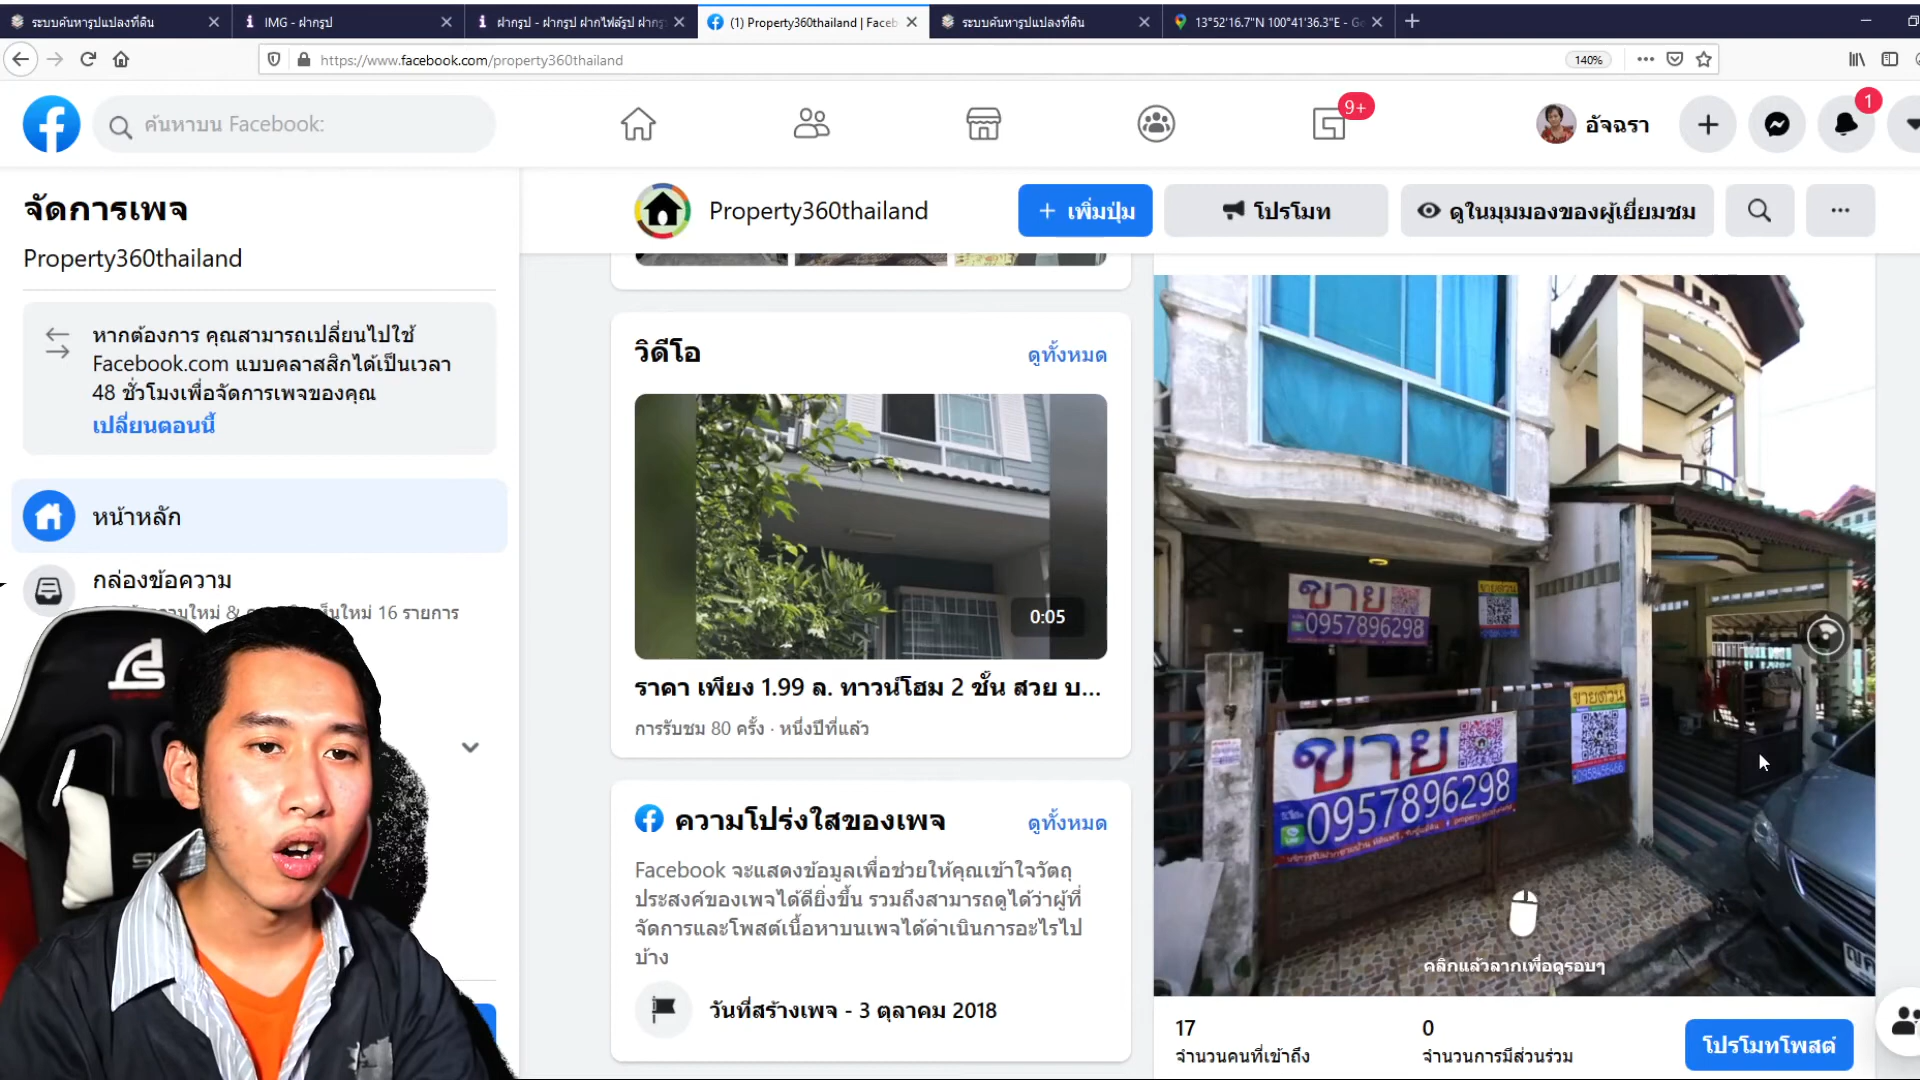 ระบบค้นหารูปแปลงที่ดิน
IMG - ฝากรูป
ฝากรูป - ฝากรูป ฝากไฟล์รูป ฝากรู
(1) Property360thailand | Faceb
ระบบค้นหารูปแปลงที่ดิน
13°52'16.7"N 100°41'36.3"E - Go
https://www.facebook.com/property360thailand
140%
ค้นหาบน Facebook:
9+
อัจฉรา
1
จัดการเพจ
Property360thailand
หากต้องการ คุณสามารถเปลี่ยนไปใช้
Facebook.com แบบคลาสสิกได้เป็นเวลา
48 ชั่วโมงเพื่อจัดการเพจของคุณ
เปลี่ยนตอนนี้
หน้าหลัก
กล่องข้อความ
16 รายการ
Property360thailand
+ เพิ่มปุ่ม
โปรโมท
ดูในมุมมองของผู้เยี่ยมชม
วิดีโอ
ดูทั้งหมด
0:05
ราคา เพียง 1.99 ล. ทาวน์โฮม 2 ชั้น สวย บ...
การรับชม 80 ครั้ง · หนึ่งปีที่แล้ว
ความโปร่งใสของเพจ
ดูทั้งหมด
Facebook จะแสดงข้อมูลเพื่อช่วยให้คุณเข้าใจวัตถุ
ประสงค์ของเพจได้ดียิ่งขึ้น รวมถึงสามารถดูได้ว่าผู้ที่
จัดการและโพสต์เนื้อหาบนเพจได้ดำเนินการอะไรไป
บ้าง
วันที่สร้างเพจ - 3 ตุลาคม 2018
ขาย
0957896298
ขายด่วน
ขายด่วน
ขาย
0957896298
คลิกแล้วลากเพื่อดูรอบๆ
17
จำนวนคนที่เข้าถึง
0
จำนวนการมีส่วนร่วม
โปรโมทโพสต์